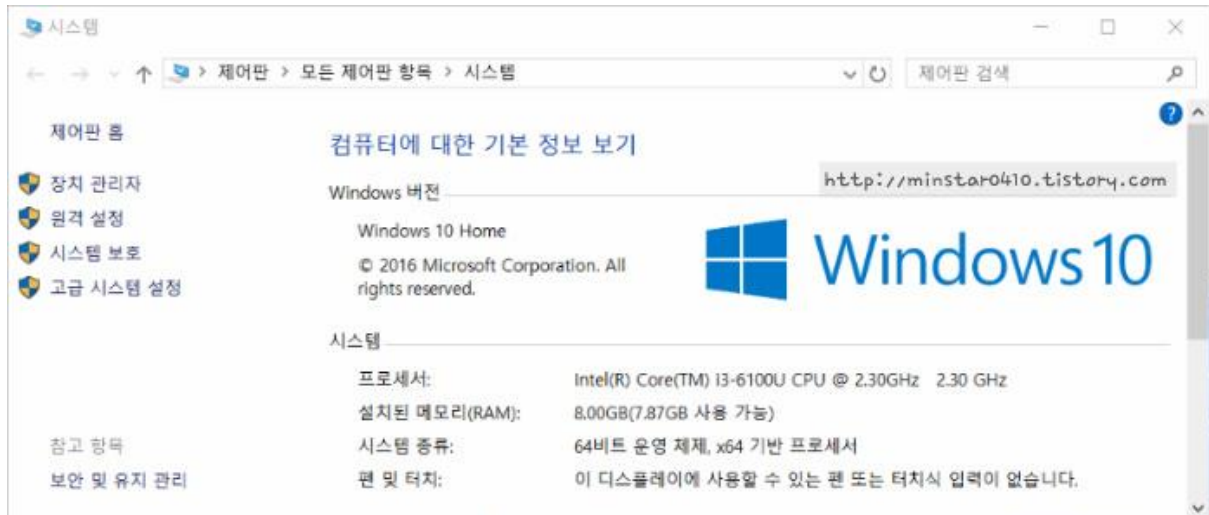 시스템
제어판 > 모든 제어판 항목 > 시스템
제어판 검색
제어판 홈
장치 관리자
원격 설정
시스템 보호
고급 시스템 설정
참고 항목
보안 및 유지 관리
컴퓨터에 대한 기본 정보 보기
http://minstar0410.tistory.com
Windows 버전
Windows 10 Home
© 2016 Microsoft Corporation. All
rights reserved.
Windows 10
시스템
프로세서: Intel(R) Core(TM) i3-6100U CPU @ 2.30GHz 2.30 GHz
설치된 메모리(RAM): 8.00GB(7.87GB 사용 가능)
시스템 종류: 64비트 운영 체제, x64 기반 프로세서
펜 및 터치: 이 디스플레이에 사용할 수 있는 펜 또는 터치식 입력이 없습니다.